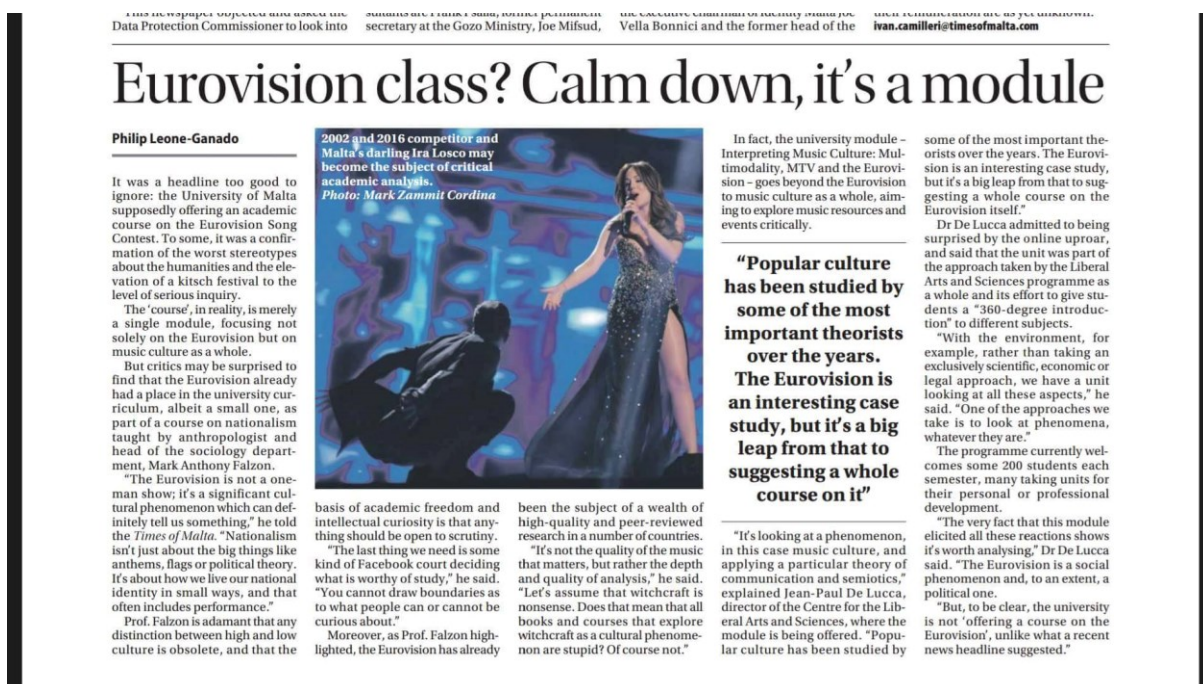 Data Protection Commissioner to look into
secretary at the Gozo Ministry, Joe Mifsud,
Vella Bonnici and the former head of the
their remuneration are as yet unknown.
ivan.camilleri@timesofmalta.com
Eurovision class? Calm down, it's a module
Philip Leone-Ganado
It was a headline too good to
ignore: the University of Malta
supposedly offering an academic
course on the Eurovision Song
Contest. To some, it was a confir-
mation of the worst stereotypes
about the humanities and the ele-
vation of a kitsch festival to the
level of serious inquiry.
The 'course', in reality, is merely
a single module, focusing not
solely on the Eurovision but on
music culture as a whole.
But critics may be surprised to
find that the Eurovision already
had a place in the university cur-
riculum, albeit a small one, as
part of a course on nationalism
taught by anthropologist and
head of the sociology depart-
ment, Mark Anthony Falzon.
"The Eurovision is not a one-
man show; it's a significant cul-
tural phenomenon which can def-
initely tell us something," he told
the Times of Malta. "Nationalism
isn't just about the big things like
anthems, flags or political theory.
It's about how we live our national
identity in small ways, and that
often includes performance."
Prof. Falzon is adamant that any
distinction between high and low
culture is obsolete, and that the
2002 and 2016 competitor and
Malta's darling Ira Losco may
become the subject of critical
academic analysis.
Photo: Mark Zammit Cordina
basis of academic freedom and
intellectual curiosity is that any-
thing should be open to scrutiny.
"The last thing we need is some
kind of Facebook court deciding
what is worthy of study," he said.
"You cannot draw boundaries as
to what people can or cannot be
curious about."
Moreover, as Prof. Falzon high-
lighted, the Eurovision has already
been the subject of a wealth of
high-quality and peer-reviewed
research in a number of countries.
"It's not the quality of the music
that matters, but rather the depth
and quality of analysis," he said.
"Let's assume that witchcraft is
nonsense. Does that mean that all
books and courses that explore
witchcraft as a cultural phenome-
non are stupid? Of course not."
In fact, the university module –
Interpreting Music Culture: Mul-
timodality, MTV and the Eurovi-
sion – goes beyond the Eurovision
to music culture as a whole, aim-
ing to explore music resources and
events critically.
"Popular culture
has been studied by
some of the most
important theorists
over the years.
The Eurovision is
an interesting case
study, but it's a big
leap from that to
suggesting a whole
course on it"
"It's looking at a phenomenon,
in this case music culture, and
applying a particular theory of
communication and semiotics,"
explained Jean-Paul De Lucca,
director of the Centre for the Lib-
eral Arts and Sciences, where the
module is being offered. "Popu-
lar culture has been studied by
some of the most important the-
orists over the years. The Eurovi-
sion is an interesting case study,
but it's a big leap from that to sug-
gesting a whole course on the
Eurovision itself."
Dr De Lucca admitted to being
surprised by the online uproar,
and said that the unit was part of
the approach taken by the Liberal
Arts and Sciences programme as
a whole and its effort to give stu-
dents a "360-degree introduc-
tion" to different subjects.
"With the environment, for
example, rather than taking an
exclusively scientific, economic or
legal approach, we have a unit
looking at all these aspects," he
said. "One of the approaches we
take is to look at phenomena,
whatever they are."
The programme currently wel-
comes some 200 students each
semester, many taking units for
their personal or professional
development.
"The very fact that this module
elicited all these reactions shows
it's worth analysing," Dr De Lucca
said. "The Eurovision is a social
phenomenon and, to an extent, a
political one.
"But, to be clear, the university
is not 'offering a course on the
Eurovision', unlike what a recent
news headline suggested."